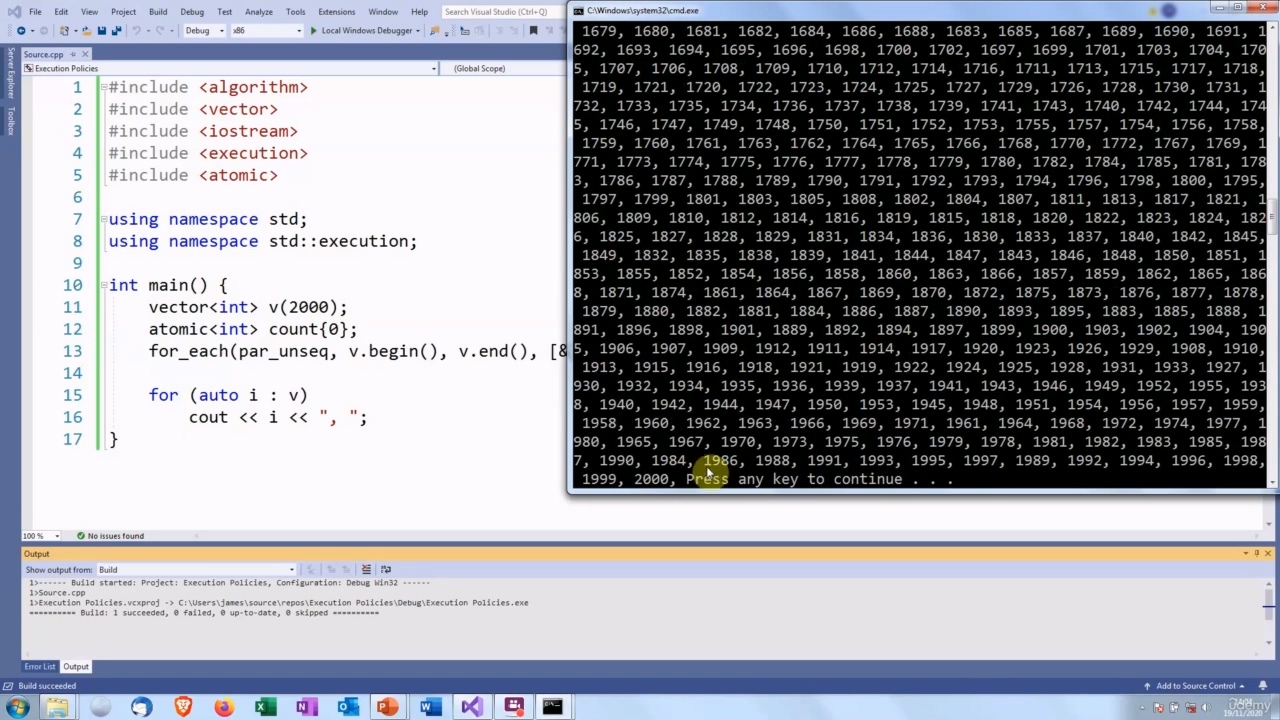 File Edit View Project Build Debug Test Analyze Tools Extensions Window Help Search Visual Studio (Ctrl+Q)
Debug x86 Local Windows Debugger
Server Explorer
Toolbox
Source.cpp
Execution Policies (Global Scope)
1 #include <algorithm>
2 #include <vector>
3 #include <iostream>
4 #include <execution>
5 #include <atomic>
6
7 using namespace std;
8 using namespace std::execution;
9
10 int main() {
11 vector<int> v(2000);
12 atomic<int> count{0};
13 for_each(par_unseq, v.begin(), v.end(), [&
14
15 for (auto i : v)
16 cout << i << ", ";
17 }
100 % No issues found
C:\Windows\system32\cmd.exe
1679, 1680, 1681, 1682, 1684, 1686, 1688, 1683, 1685, 1687, 1689, 1690, 1691, 1
692, 1693, 1694, 1695, 1696, 1698, 1700, 1702, 1697, 1699, 1701, 1703, 1704, 170
5, 1707, 1706, 1708, 1709, 1710, 1712, 1714, 1716, 1711, 1713, 1715, 1717, 1718,
1719, 1721, 1720, 1722, 1723, 1724, 1725, 1727, 1729, 1726, 1728, 1730, 1731, 1
732, 1733, 1735, 1734, 1736, 1737, 1738, 1739, 1741, 1743, 1740, 1742, 1744, 174
5, 1746, 1747, 1749, 1748, 1750, 1751, 1752, 1753, 1755, 1757, 1754, 1756, 1758,
1759, 1760, 1761, 1763, 1762, 1764, 1765, 1766, 1768, 1770, 1772, 1767, 1769, 1
771, 1773, 1774, 1775, 1776, 1777, 1778, 1779, 1780, 1782, 1784, 1785, 1781, 178
3, 1786, 1787, 1788, 1789, 1790, 1791, 1792, 1793, 1794, 1796, 1798, 1800, 1795,
1797, 1799, 1801, 1803, 1805, 1808, 1802, 1804, 1807, 1811, 1813, 1817, 1821, 1
806, 1809, 1810, 1812, 1814, 1816, 1819, 1815, 1818, 1820, 1822, 1823, 1824, 182
6, 1825, 1827, 1828, 1829, 1831, 1834, 1836, 1830, 1833, 1837, 1840, 1842, 1845,
1849, 1832, 1835, 1838, 1839, 1841, 1844, 1847, 1843, 1846, 1848, 1850, 1851, 1
853, 1855, 1852, 1854, 1856, 1858, 1860, 1863, 1866, 1857, 1859, 1862, 1865, 186
8, 1871, 1874, 1861, 1864, 1867, 1869, 1870, 1872, 1875, 1873, 1876, 1877, 1878,
1879, 1880, 1882, 1881, 1884, 1887, 1886, 1890, 1893, 1895, 1883, 1885, 1888, 1
891, 1896, 1898, 1901, 1889, 1892, 1894, 1897, 1899, 1900, 1903, 1902, 1904, 190
5, 1906, 1907, 1909, 1912, 1911, 1914, 1917, 1920, 1923, 1926, 1929, 1908, 1910,
1913, 1915, 1916, 1918, 1919, 1921, 1922, 1924, 1925, 1928, 1931, 1933, 1927, 1
930, 1932, 1934, 1935, 1936, 1939, 1937, 1941, 1943, 1946, 1949, 1952, 1955, 193
8, 1940, 1942, 1944, 1947, 1950, 1953, 1945, 1948, 1951, 1954, 1956, 1957, 1959,
1958, 1960, 1962, 1963, 1966, 1969, 1971, 1961, 1964, 1968, 1972, 1974, 1977, 1
980, 1965, 1967, 1970, 1973, 1975, 1976, 1979, 1978, 1981, 1982, 1983, 1985, 198
7, 1990, 1984, 1986, 1988, 1991, 1993, 1995, 1997, 1989, 1992, 1994, 1996, 1998,
1999, 2000, Press any key to continue . . .
Output
Show output from: Build
1>------ Build started: Project: Execution Policies, Configuration: Debug Win32 ------
1>Source.cpp
1>Execution Policies.vcxproj -> C:\Users\james\source\repos\Execution Policies\Debug\Execution Policies.exe
========== Build: 1 succeeded, 0 failed, 0 up-to-date, 0 skipped ==========
Error List Output
Build succeeded Add to Source Control
19/11/2020
udemy